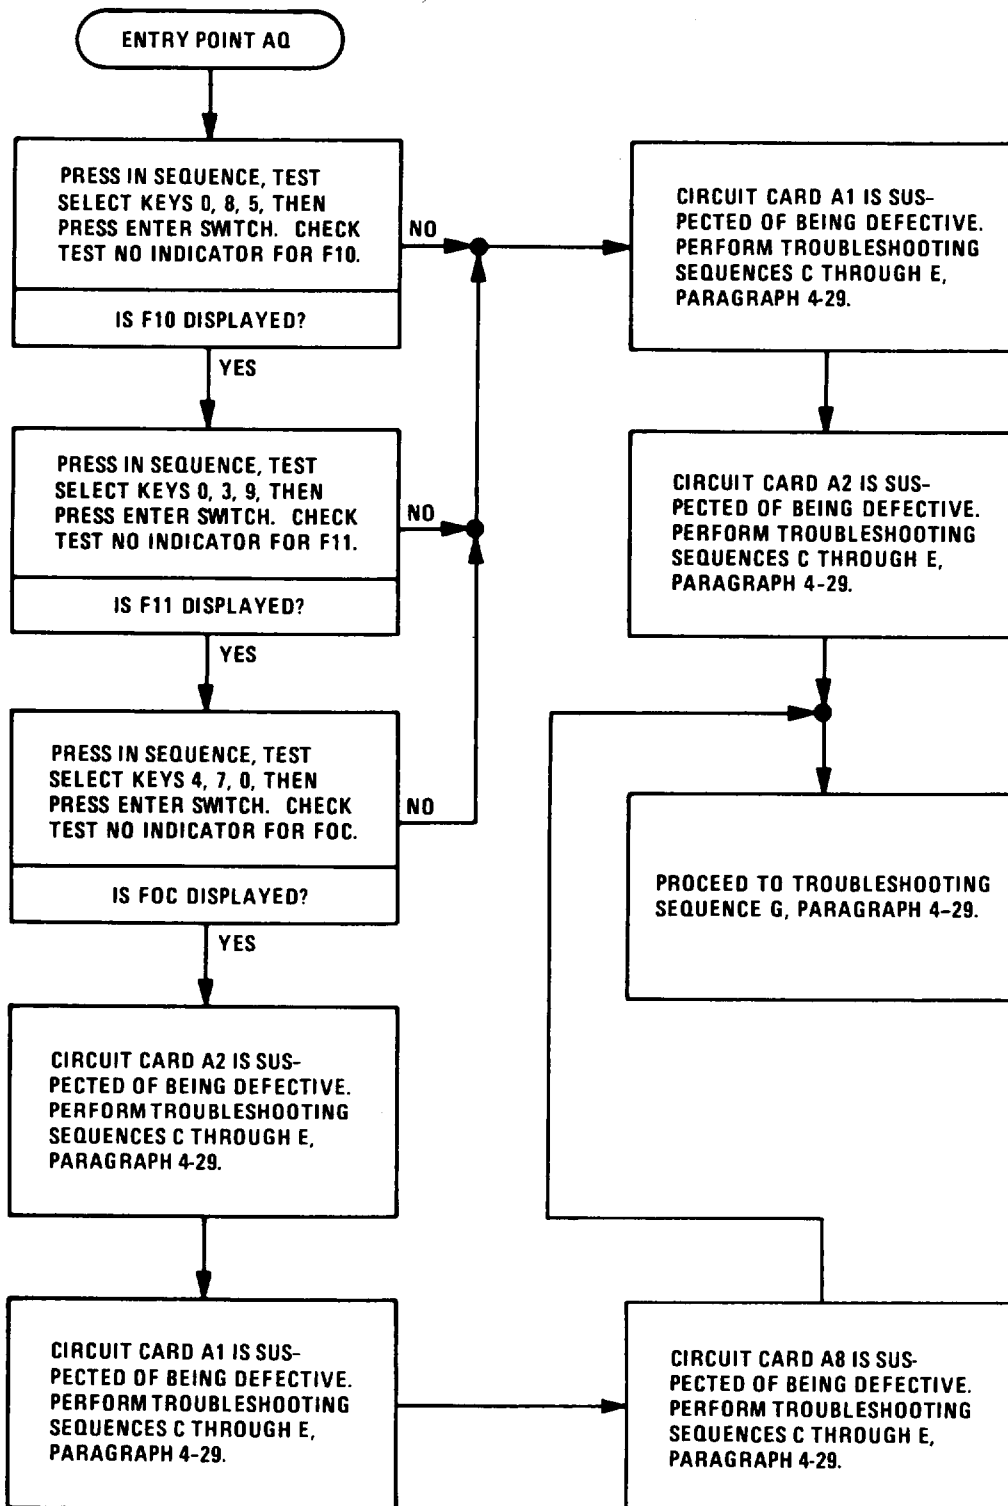 ENTRY POINT AQ
PRESS IN SEQUENCE, TEST
SELECT KEYS 0, 8, 5, THEN
PRESS ENTER SWITCH. CHECK
TEST NO INDICATOR FOR F10.
NO
IS F10 DISPLAYED?
YES
PRESS IN SEQUENCE, TEST
SELECT KEYS 0, 3, 9, THEN
PRESS ENTER SWITCH. CHECK
TEST NO INDICATOR FOR F11.
NO
IS F11 DISPLAYED?
YES
PRESS IN SEQUENCE, TEST
SELECT KEYS 4, 7, 0, THEN
PRESS ENTER SWITCH. CHECK
TEST NO INDICATOR FOR FOC.
NO
IS FOC DISPLAYED?
YES
CIRCUIT CARD A2 IS SUS-
PECTED OF BEING DEFECTIVE.
PERFORM TROUBLESHOOTING
SEQUENCES C THROUGH E,
PARAGRAPH 4-29.
CIRCUIT CARD A1 IS SUS-
PECTED OF BEING DEFECTIVE.
PERFORM TROUBLESHOOTING
SEQUENCES C THROUGH E,
PARAGRAPH 4-29.
CIRCUIT CARD A1 IS SUS-
PECTED OF BEING DEFECTIVE.
PERFORM TROUBLESHOOTING
SEQUENCES C THROUGH E,
PARAGRAPH 4-29.
CIRCUIT CARD A2 IS SUS-
PECTED OF BEING DEFECTIVE.
PERFORM TROUBLESHOOTING
SEQUENCES C THROUGH E,
PARAGRAPH 4-29.
PROCEED TO TROUBLESHOOTING
SEQUENCE G, PARAGRAPH 4-29.
CIRCUIT CARD A8 IS SUS-
PECTED OF BEING DEFECTIVE.
PERFORM TROUBLESHOOTING
SEQUENCES C THROUGH E,
PARAGRAPH 4-29.